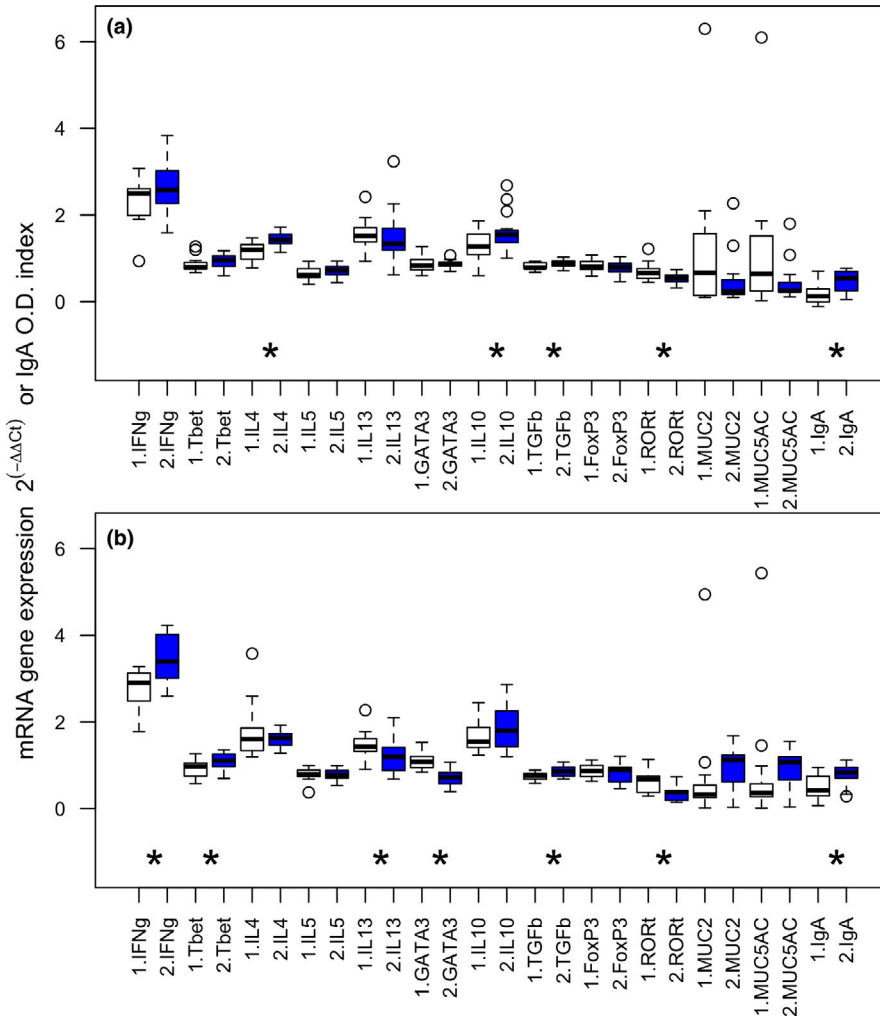 mRNA gene expression 2^(−ΔΔCt) or IgA O.D. index
(a)
6
4
2
0
* * * * *
1.IFNg
2.IFNg
1.Tbet
2.Tbet
1.IL4
2.IL4
1.IL5
2.IL5
1.IL13
2.IL13
1.GATA3
2.GATA3
1.IL10
2.IL10
1.TGFb
2.TGFb
1.FoxP3
2.FoxP3
1.RORt
2.RORt
1.MUC2
2.MUC2
1.MUC5AC
2.MUC5AC
1.IgA
2.IgA
(b)
6
4
2
0
* * * * * * *
1.IFNg
2.IFNg
1.Tbet
2.Tbet
1.IL4
2.IL4
1.IL5
2.IL5
1.IL13
2.IL13
1.GATA3
2.GATA3
1.IL10
2.IL10
1.TGFb
2.TGFb
1.FoxP3
2.FoxP3
1.RORt
2.RORt
1.MUC2
2.MUC2
1.MUC5AC
2.MUC5AC
1.IgA
2.IgA